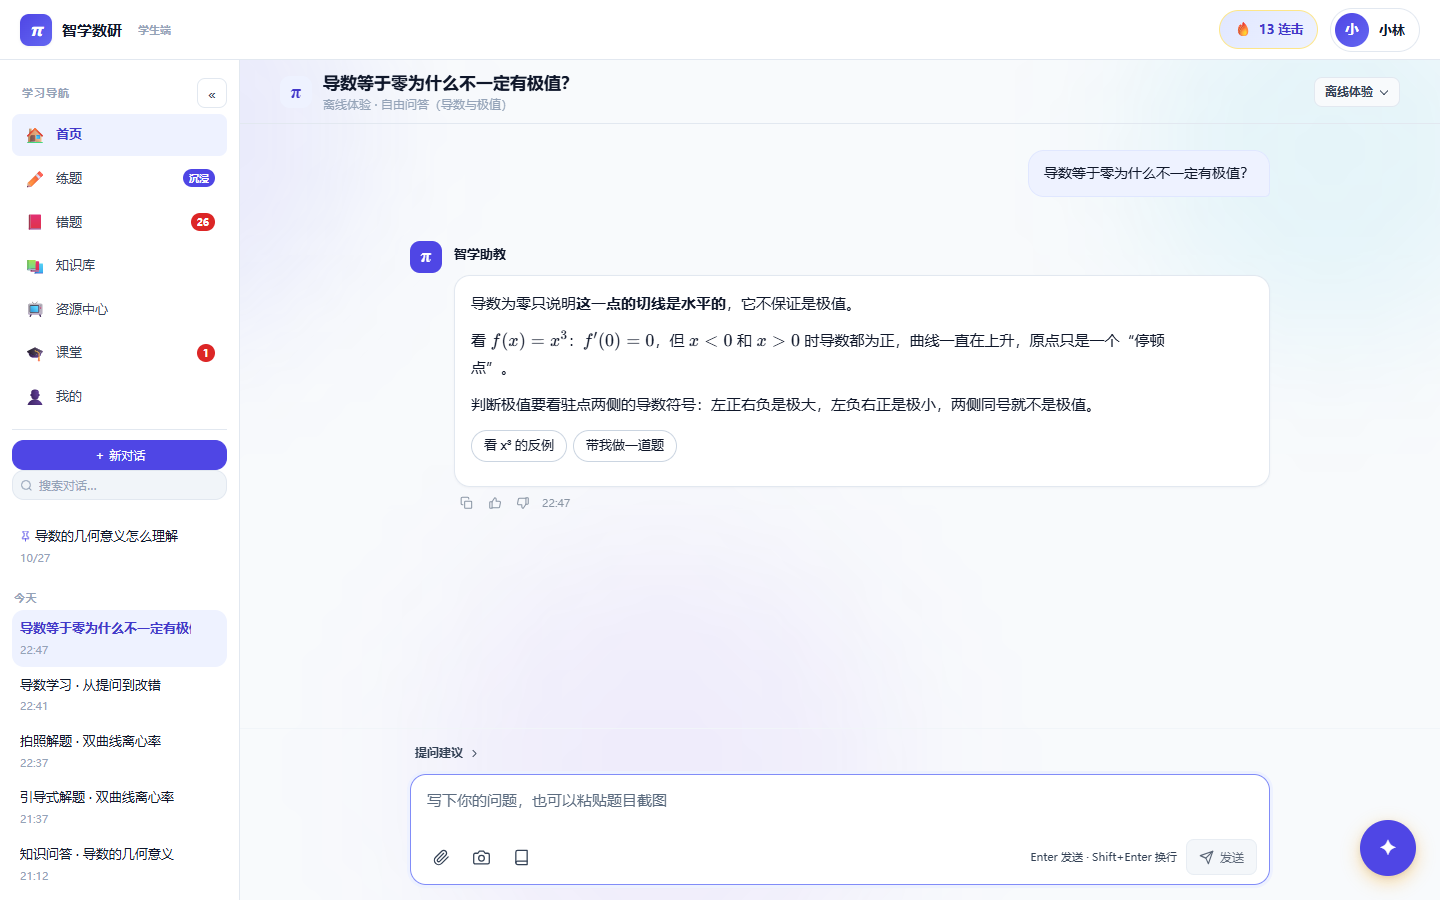 π 智学数研 学生端
13 连击
小 小林
学习导航 «
首页
练题 沉浸
错题 26
知识库
资源中心
课堂 1
我的
+ 新对话
搜索对话...
导数的几何意义怎么理解
10/27
今天
导数等于零为什么不一定有极
22:47
导数学习 · 从提问到改错
22:41
拍照解题 · 双曲线离心率
22:37
引导式解题 · 双曲线离心率
21:37
知识问答 · 导数的几何意义
21:12
π 导数等于零为什么不一定有极值?
离线体验 · 自由问答（导数与极值）
离线体验
导数等于零为什么不一定有极值?
π 智学助教
导数为零只说明这一点的切线是水平的，它不保证是极值。
看 f(x) = x³：f′(0) = 0，但 x < 0 和 x > 0 时导数都为正，曲线一直在上升，原点只是一个“停顿
点”。
判断极值要看驻点两侧的导数符号：左正右负是极大，左负右正是极小，两侧同号就不是极值。
看 x³ 的反例 带我做一道题
22:47
提问建议
写下你的问题，也可以粘贴题目截图
Enter 发送 · Shift+Enter 换行 发送